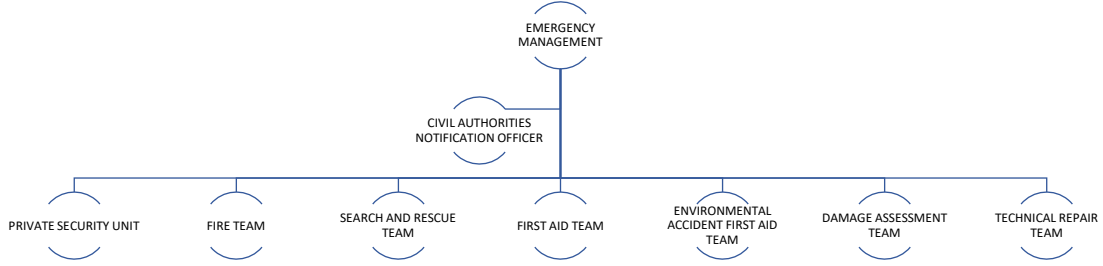 EMERGENCY
MANAGEMENT
CIVIL AUTHORITIES
NOTIFICATION OFFICER
PRIVATE SECURITY UNIT
FIRE TEAM
SEARCH AND RESCUE
TEAM
FIRST AID TEAM
ENVIRONMENTAL
ACCIDENT FIRST AID
TEAM
DAMAGE ASSESSMENT
TEAM
TECHNICAL REPAIR
TEAM